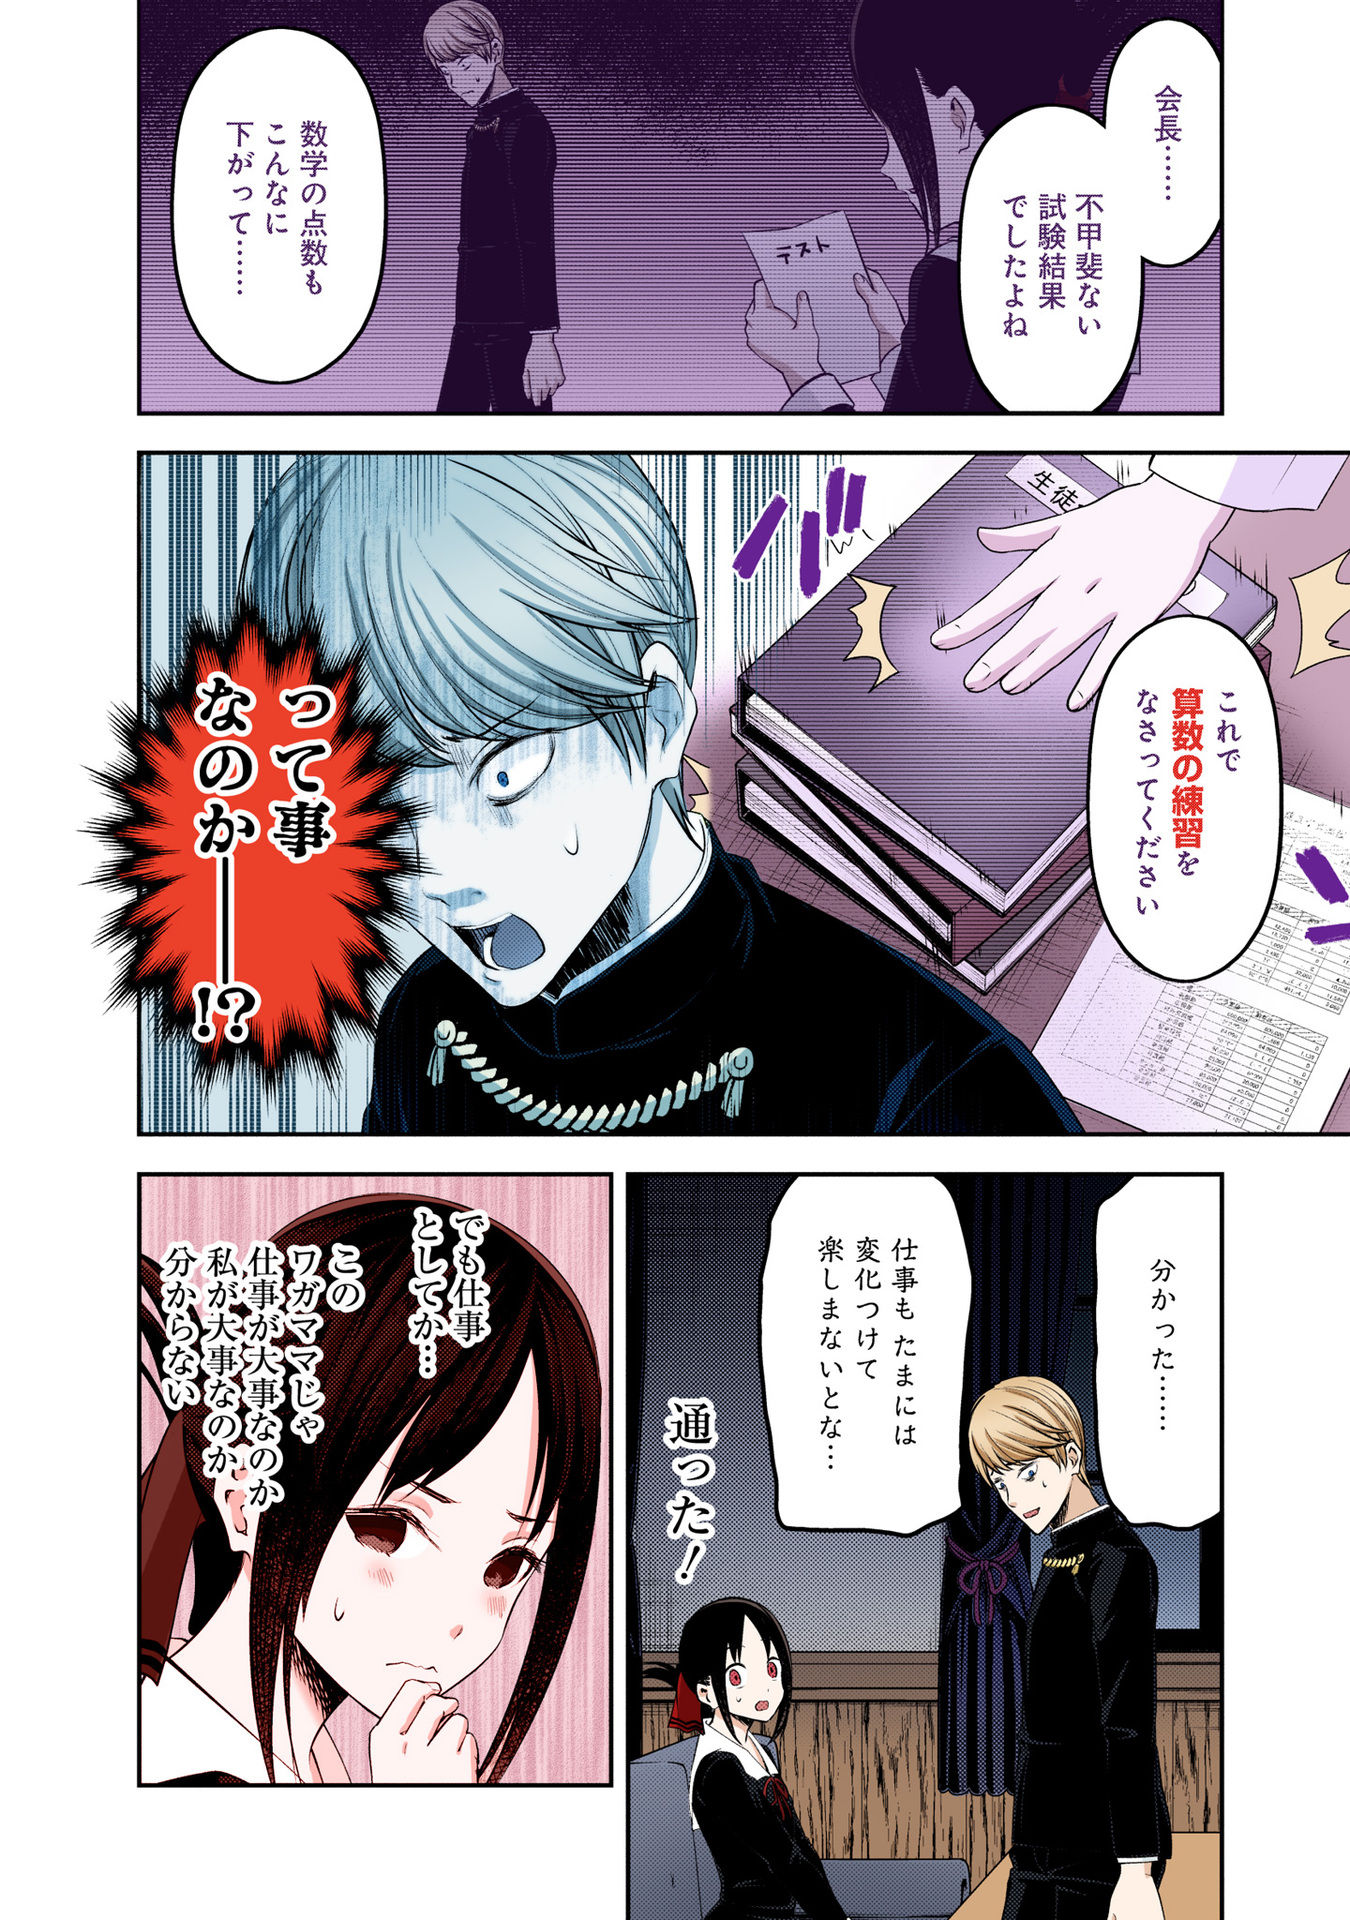 会長……
不甲斐ない
試験結果
でしたよね
テスト
数学の点数も
こんなに
下がって……
生徒
これで
算数の練習を
なさってください
って事
なのか━━!?
分かった……
仕事も たまには
変化つけて
楽しまないとな…
通った!
でも仕事
としてか…
この
ワガママじゃ
仕事が大事なのか
私が大事なのか
分からない